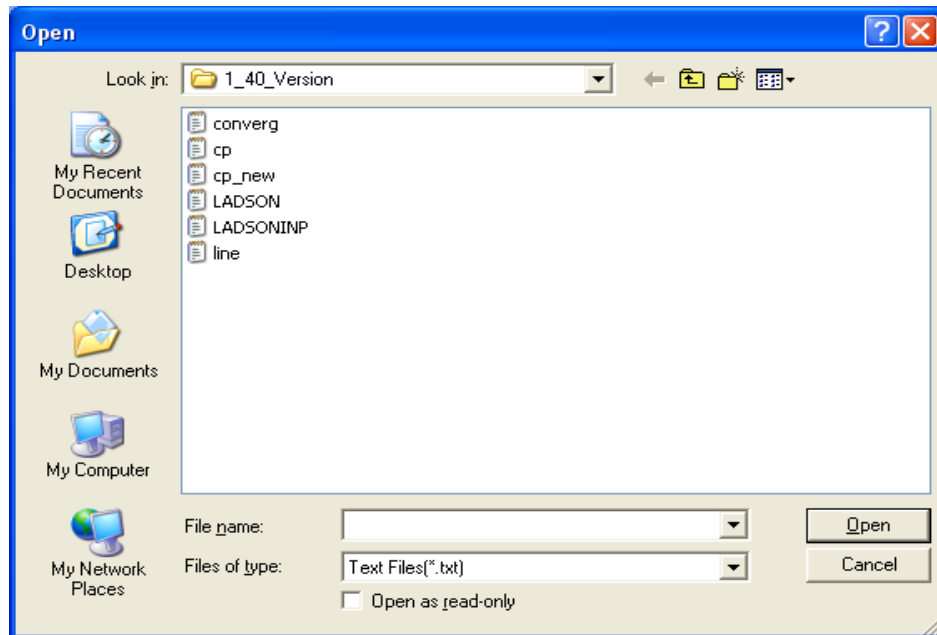 Open
Look in:
1_40_Version
My Recent
Documents
Desktop
My Documents
My Computer
My Network
Places
converg
cp
cp_new
LADSON
LADSONINP
line
File name:
Open
Files of type:
Text Files(*.txt)
Cancel
Open as read-only